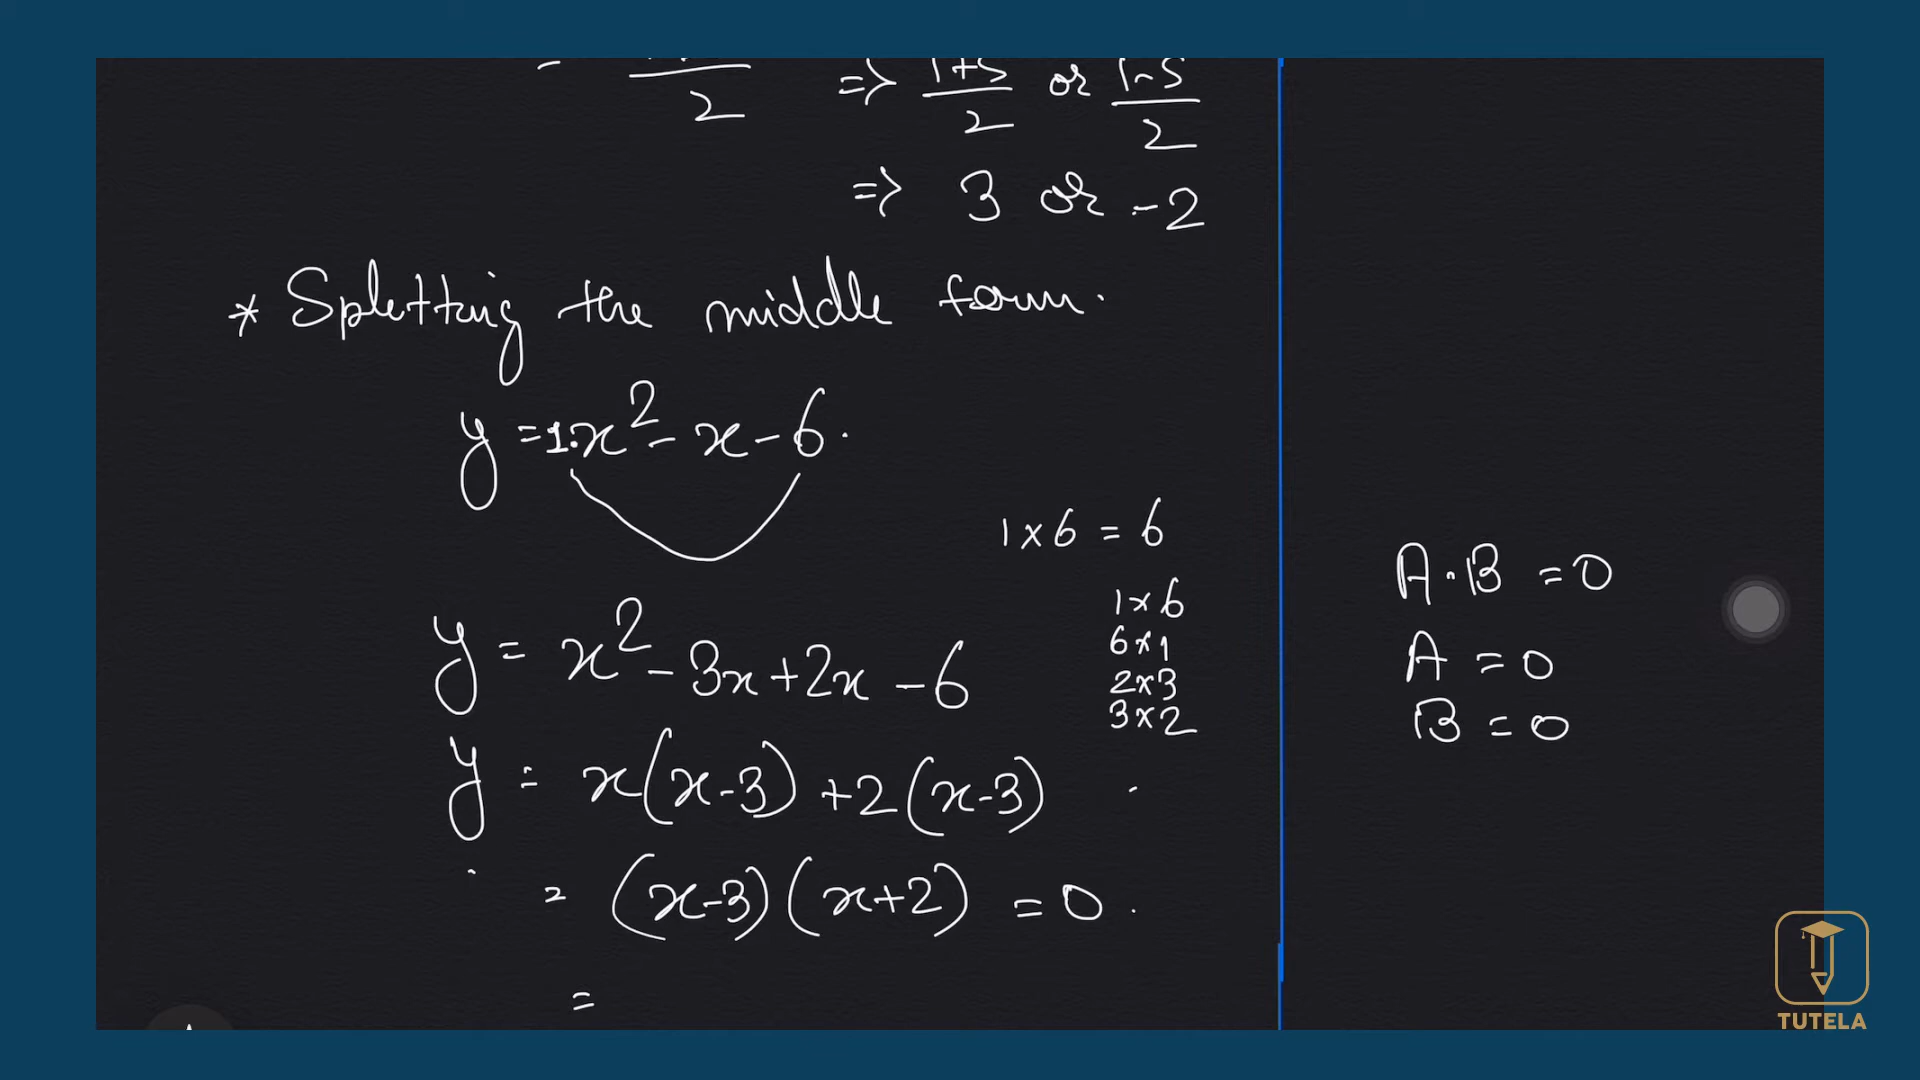 = 2 => 1+5/2 or 1-5/2
=> 3 or -2
* Spletting the middle form.
y = 1.x² - x - 6.
1 x 6 = 6
y = x² - 3x + 2x - 6
1 x 6
6 x 1
2 x 3
3 x 2
y = x(x-3) + 2(x-3)
= (x-3)(x+2) = 0.
=
A.B = 0
A = 0
B = 0
TUTELA